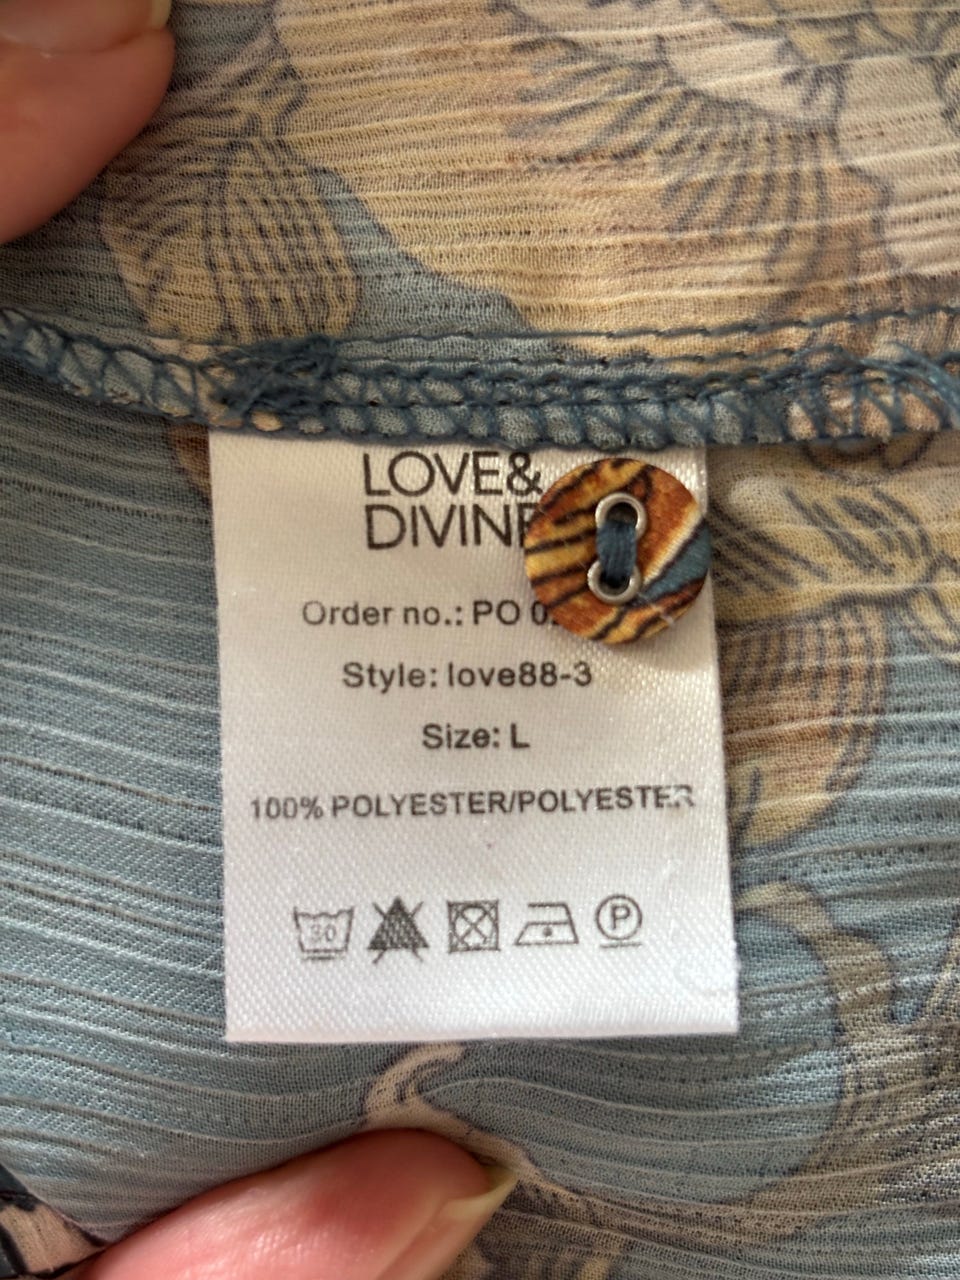 LOVE&
DIVINE
Order no.: PO
Style: love88-3
Size: L
100% POLYESTER/POLYESTER
30
P